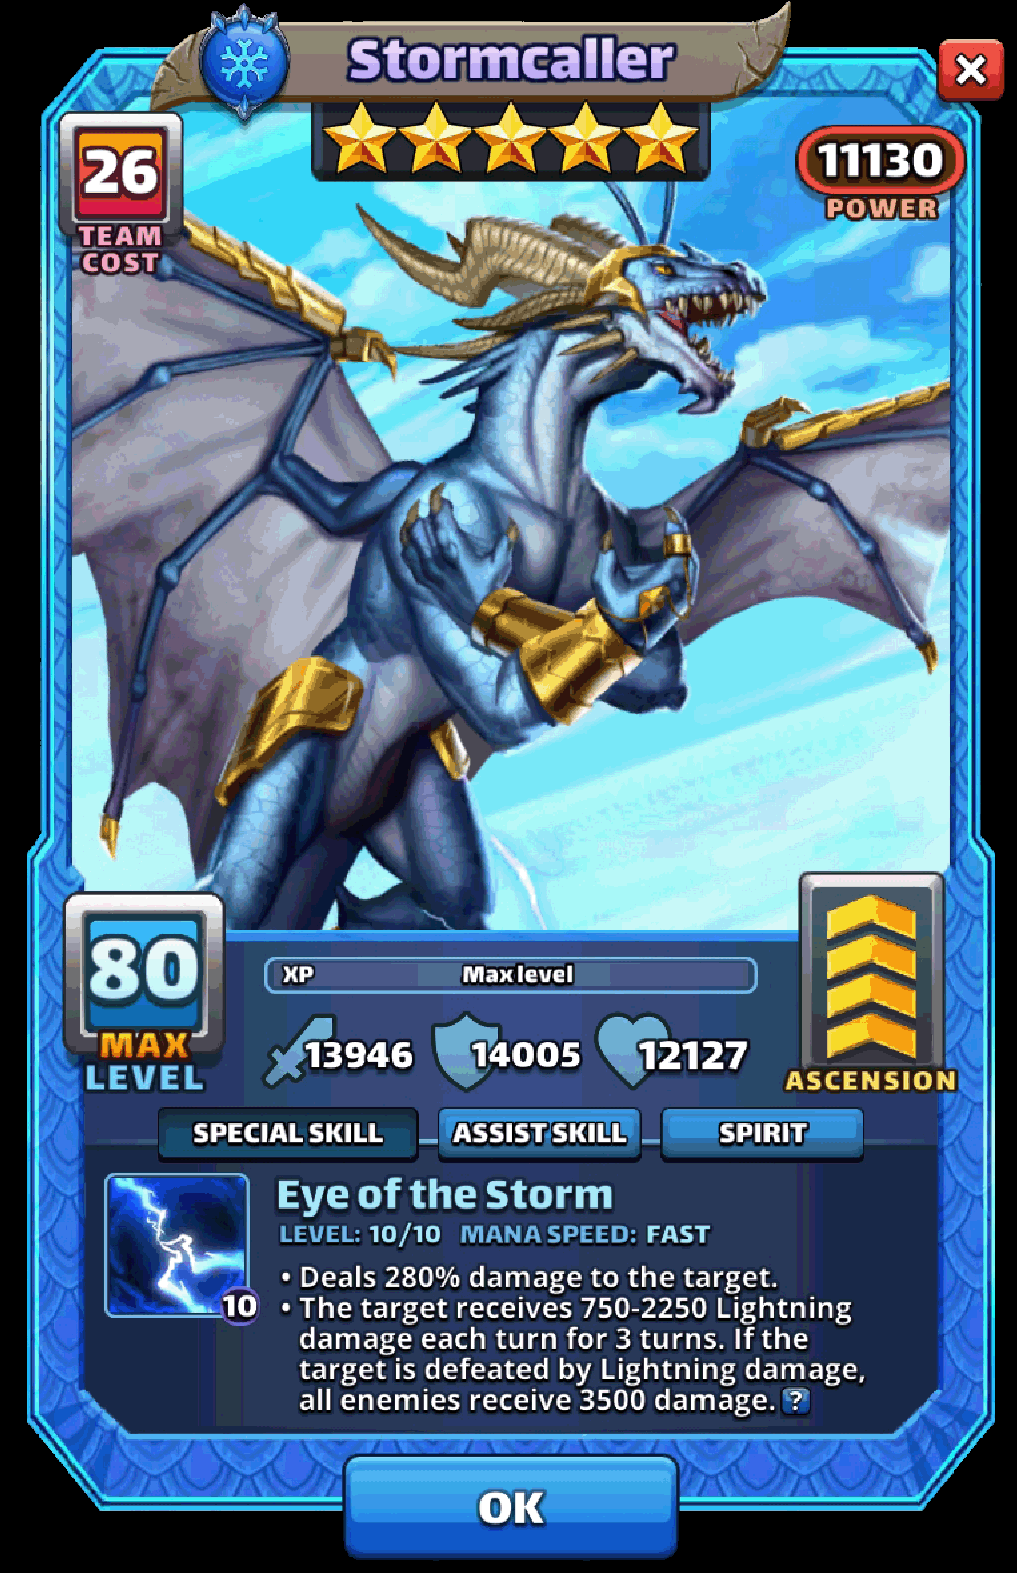 Stormcaller
26
TEAM
COST
11130
POWER
80
MAX
LEVEL
XP Max level
13946 14005 12127
ASCENSION
SPECIAL SKILL ASSIST SKILL SPIRIT
Eye of the Storm
LEVEL: 10/10 MANA SPEED: FAST
10
• Deals 280% damage to the target.
• The target receives 750-2250 Lightning
damage each turn for 3 turns. If the
target is defeated by Lightning damage,
all enemies receive 3500 damage. ?
OK